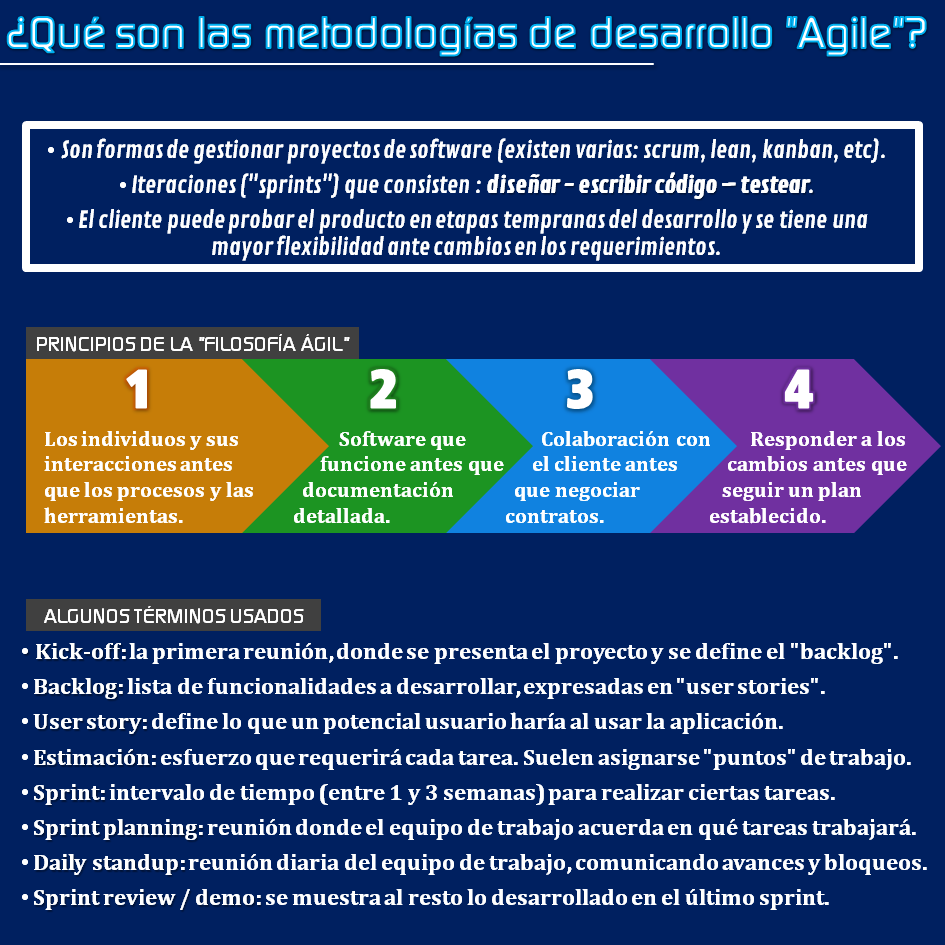 ¿Qué son las metodologías de desarrollo "Agile"?
• Son formas de gestionar proyectos de software (existen varias: scrum, lean, kanban, etc).
• Iteraciones ("sprints") que consisten : diseñar - escribir código – testear.
• El cliente puede probar el producto en etapas tempranas del desarrollo y se tiene una
mayor flexibilidad ante cambios en los requerimientos.
PRINCIPIOS DE LA "FILOSOFÍA ÁGIL"
1
Los individuos y sus
interacciones antes
que los procesos y las
herramientas.
2
Software que
funcione antes que
documentación
detallada.
3
Colaboración con
el cliente antes
que negociar
contratos.
4
Responder a los
cambios antes que
seguir un plan
establecido.
ALGUNOS TÉRMINOS USADOS
• Kick-off: la primera reunión, donde se presenta el proyecto y se define el "backlog".
• Backlog: lista de funcionalidades a desarrollar, expresadas en "user stories".
• User story: define lo que un potencial usuario haría al usar la aplicación.
• Estimación: esfuerzo que requerirá cada tarea. Suelen asignarse "puntos" de trabajo.
• Sprint: intervalo de tiempo (entre 1 y 3 semanas) para realizar ciertas tareas.
• Sprint planning: reunión donde el equipo de trabajo acuerda en qué tareas trabajará.
• Daily standup: reunión diaria del equipo de trabajo, comunicando avances y bloqueos.
• Sprint review / demo: se muestra al resto lo desarrollado en el último sprint.